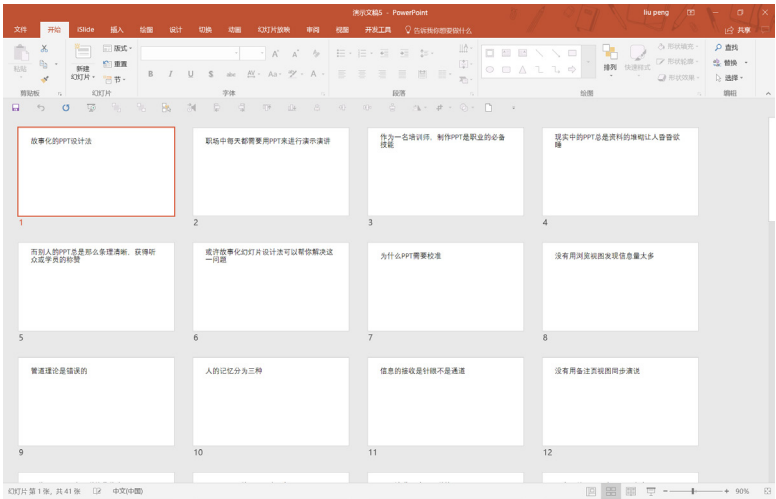 演示文稿5 - PowerPoint
liu peng
文件 开始 iSlide 插入 绘图 设计 切换 动画 幻灯片放映 审阅 视图 开发工具 告诉我你想要做什么 共享
粘贴
新建
幻灯片
版式
重置
节
B I U S abc AV Aa A
排列 快速样式
形状填充
形状轮廓
形状效果
查找
替换
选择
剪贴板 幻灯片 字体 段落 绘图 编辑
故事化的PPT设计法
1
职场中每天都需要用PPT来进行演示演讲
2
作为一名培训师，制作PPT是职业的必备
技能
3
现实中的PPT总是资料的堆砌让人昏昏欲
睡
4
而别人的PPT总是那么条理清晰，获得听
众或学员的称赞
5
或许故事化幻灯片设计法可以帮你解决这
一问题
6
为什么PPT需要校准
7
没有用浏览视图发现信息量太多
8
管道理论是错误的
9
人的记忆分为三种
10
信息的接收是针眼不是通道
11
没有用备注页视图同步演说
12
幻灯片 第 1 张，共 41 张 中文(中国)
90%